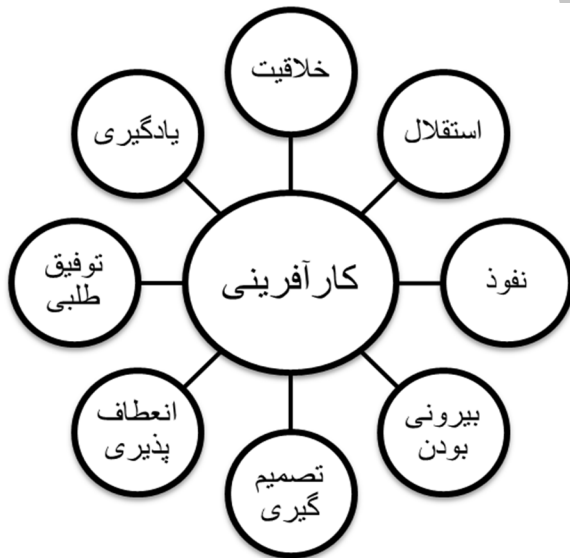 خلاقیت
استقلال
نفوذ
بیرونی
بودن
تصمیم
گیری
انعطاف
پذیری
توفیق
طلبی
یادگیری
کارآفرینی